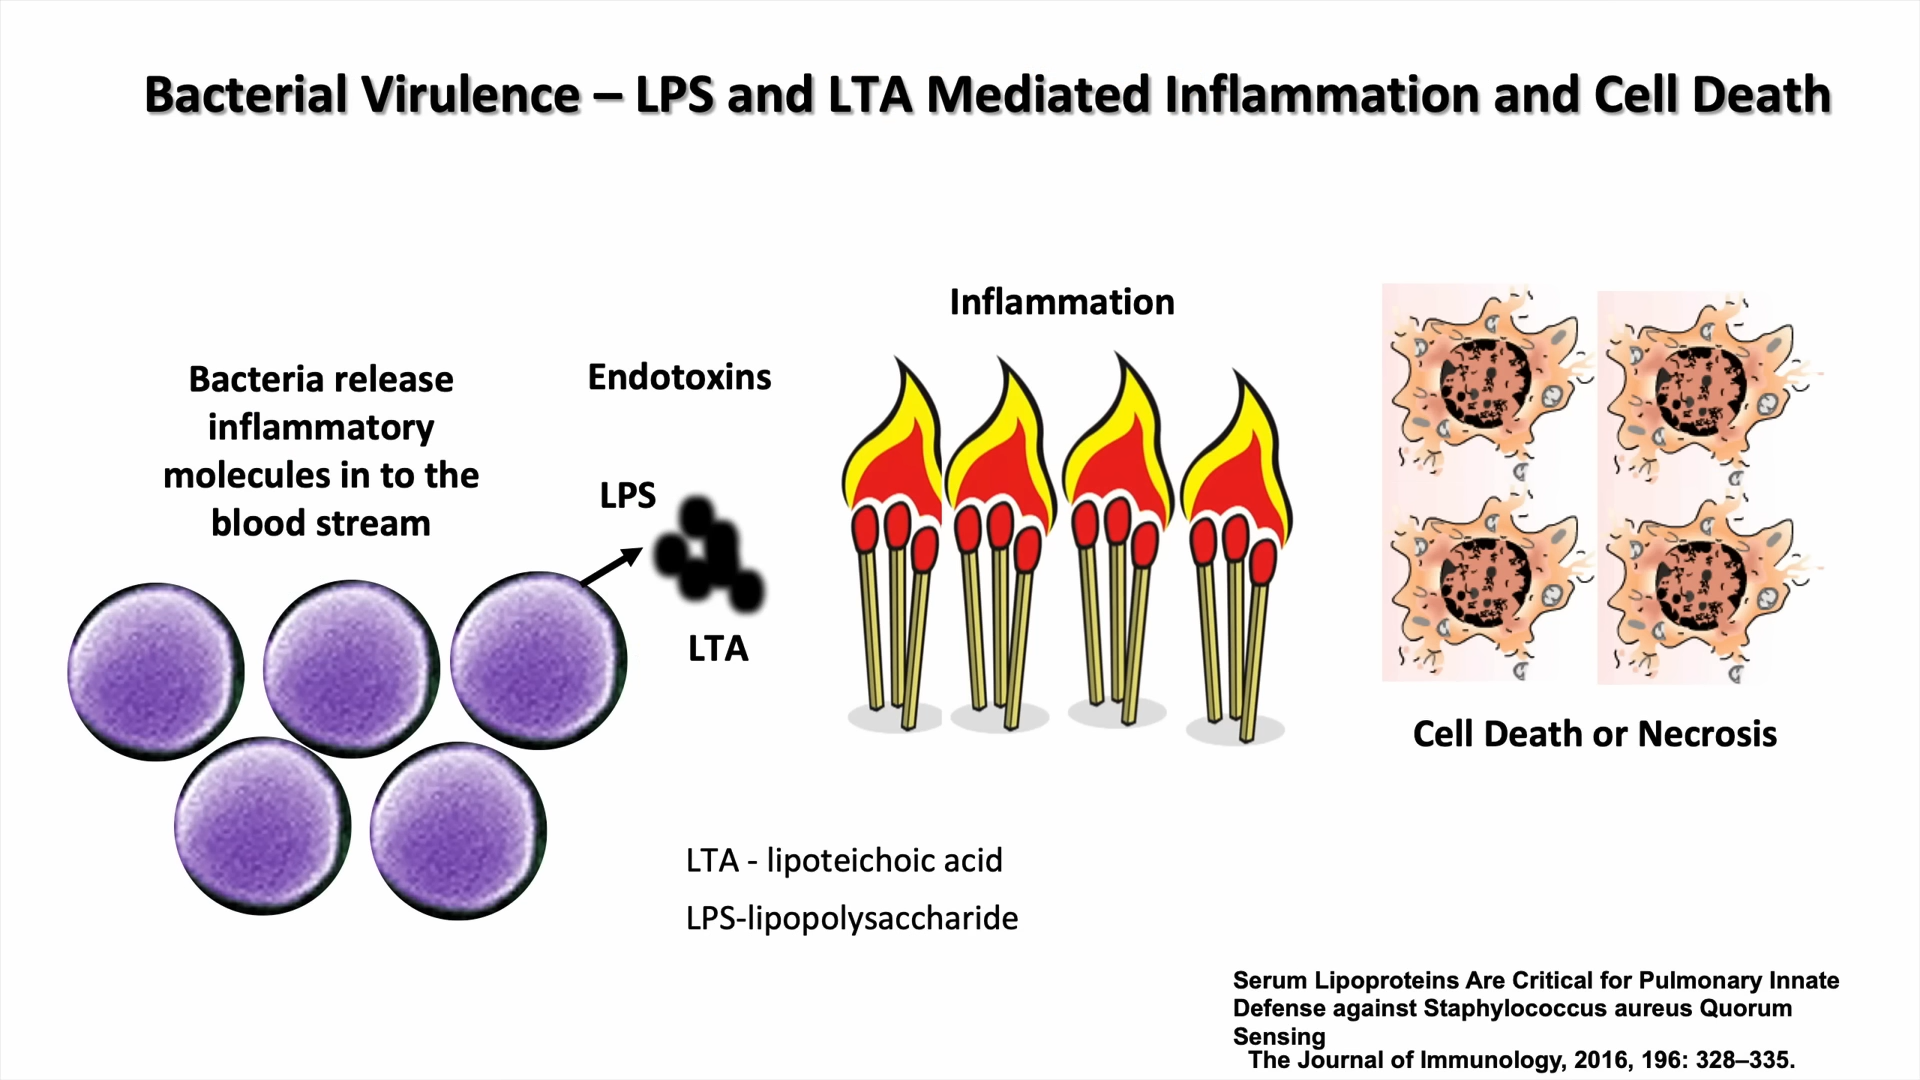 Bacterial Virulence – LPS and LTA Mediated Inflammation and Cell Death
Bacteria release
inflammatory
molecules in to the
blood stream
Endotoxins
LPS
LTA
Inflammation
Cell Death or Necrosis
LTA - lipoteichoic acid
LPS-lipopolysaccharide
Serum Lipoproteins Are Critical for Pulmonary Innate
Defense against Staphylococcus aureus Quorum
Sensing
The Journal of Immunology, 2016, 196: 328–335.